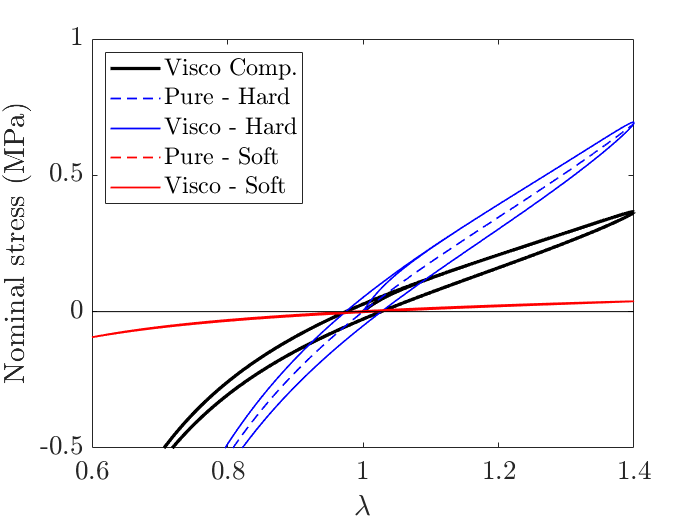 1
0.5
0
-0.5
Nominal stress (MPa)
Visco Comp.
Pure - Hard
Visco - Hard
Pure - Soft
Visco - Soft
0.6 0.8 1 1.2 1.4
λ